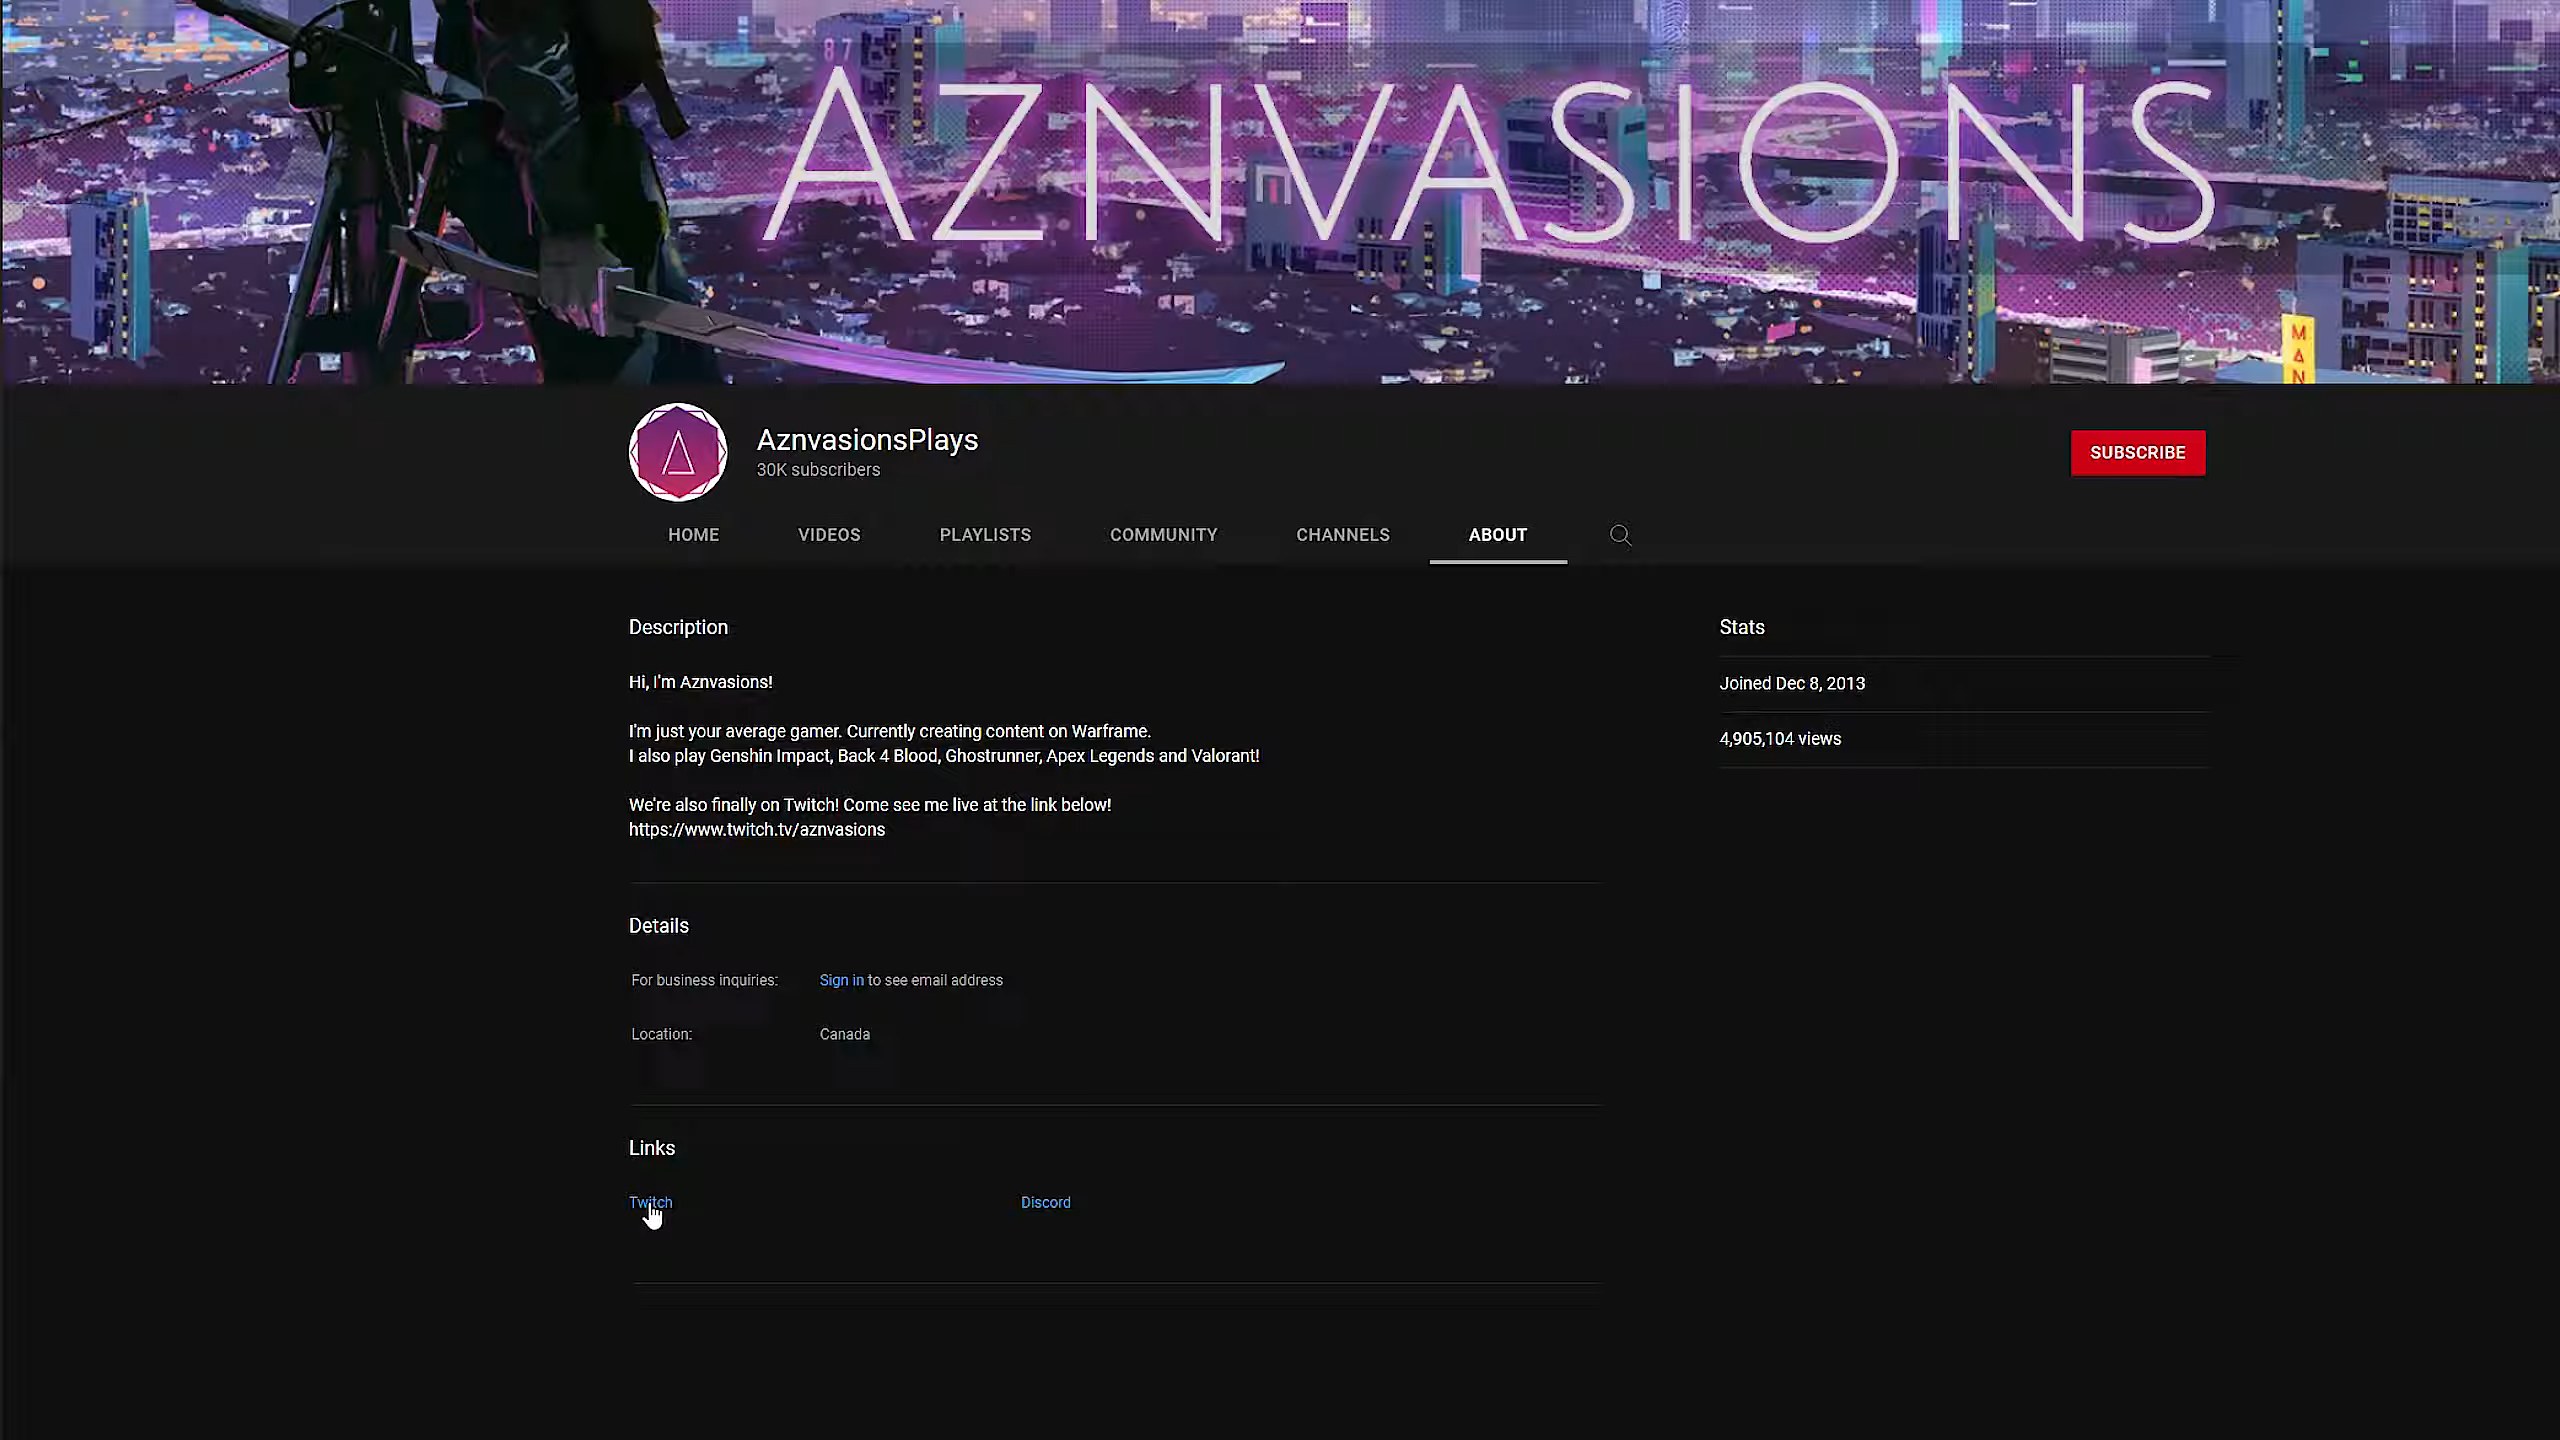 87
AZNVASIONS
MAN
AznvasionsPlays
30K subscribers
SUBSCRIBE
HOME
VIDEOS
PLAYLISTS
COMMUNITY
CHANNELS
ABOUT
Description
Stats
Hi, I'm Aznvasions!
Joined Dec 8, 2013
I'm just your average gamer. Currently creating content on Warframe.
4,905,104 views
I also play Genshin Impact, Back 4 Blood, Ghostrunner, Apex Legends and Valorant!
We're also finally on Twitch! Come see me live at the link below!
https://www.twitch.tv/aznvasions
Details
For business inquiries: Sign in to see email address
Location: Canada
Links
Twitch
Discord